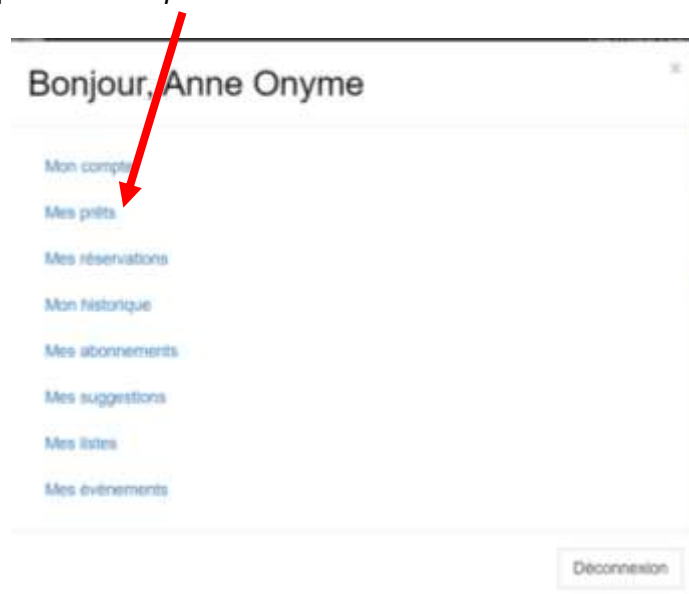 Bonjour, Anne Onyme
×
Mon compte
Mes prêts
Mes réservations
Mon historique
Mes abonnements
Mes suggestions
Mes listes
Mes événements
Déconnexion